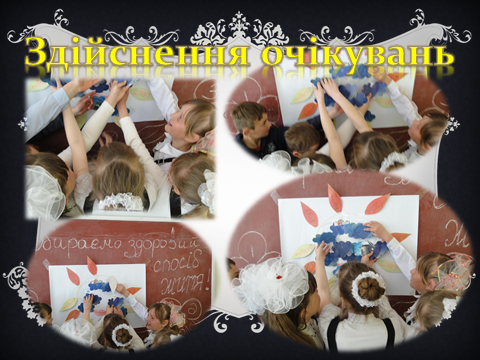 Здійснення очікувань
бираємо здоровий
спосіб
життя!